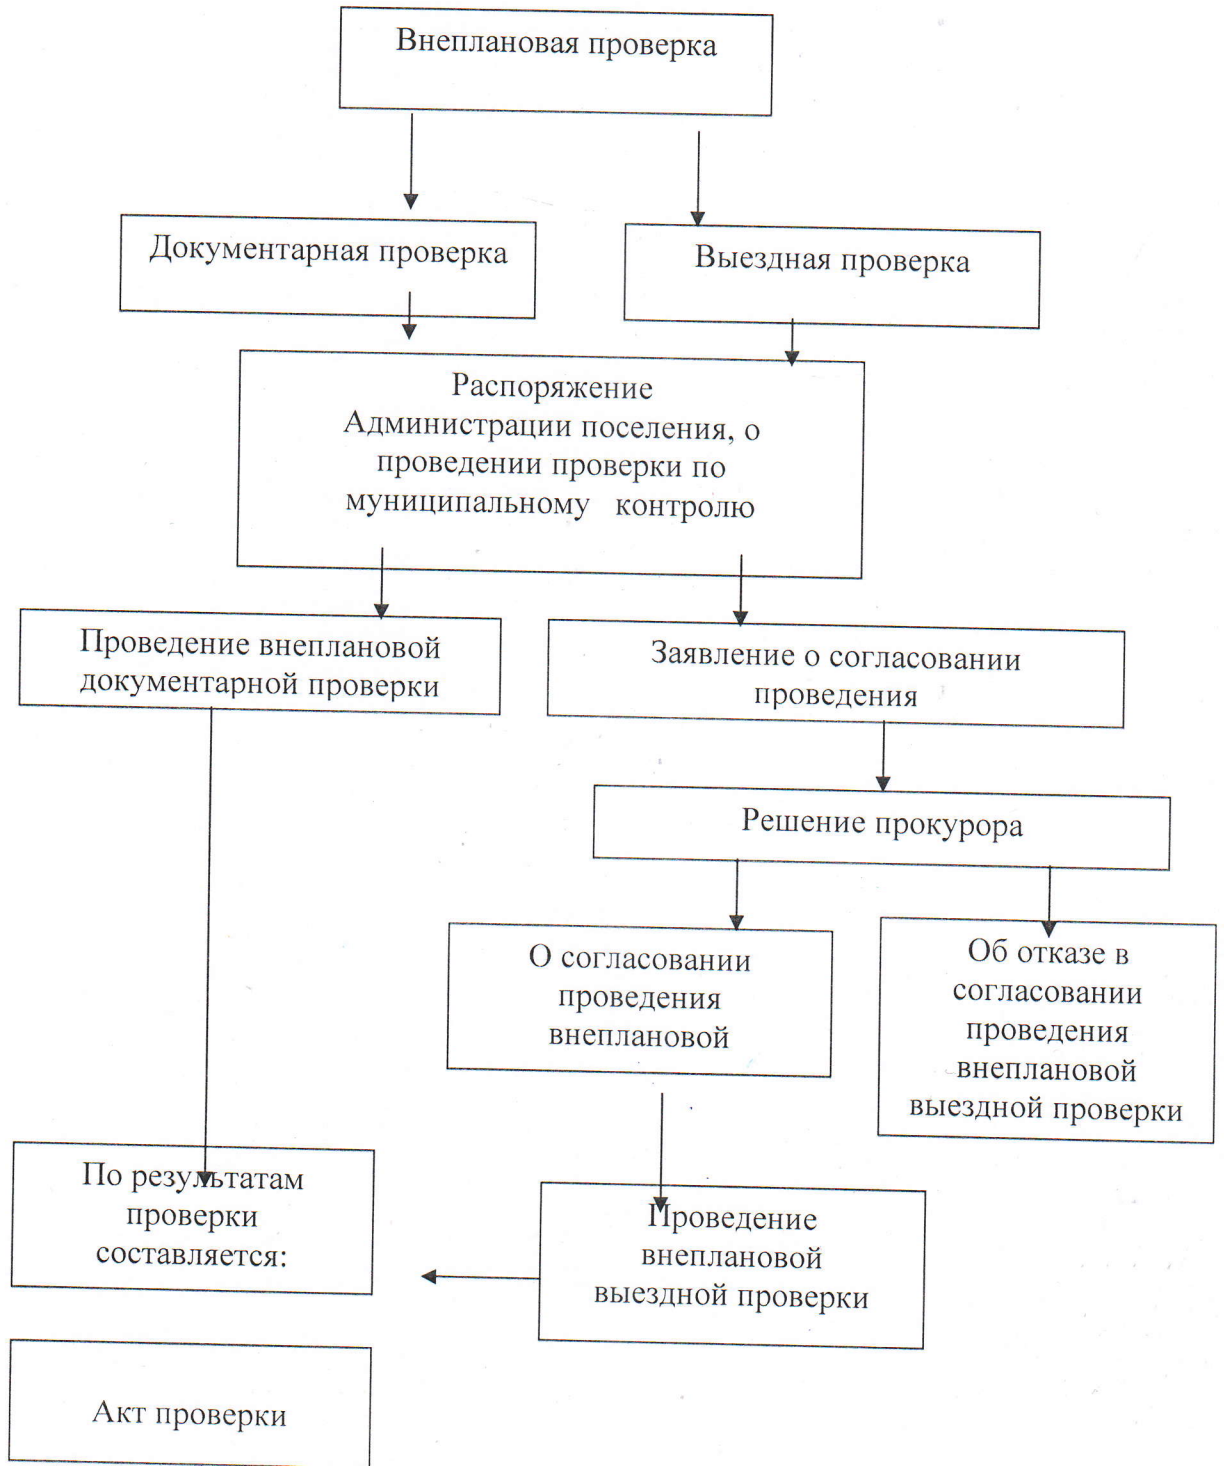 Внеплановая проверка
Документарная проверка
Выездная проверка
Распоряжение
Администрации поселения, о
проведении проверки по
муниципальному контролю
Проведение внеплановой
документарной проверки
Заявление о согласовании
проведения
Решение прокурора
О согласовании
проведения
внеплановой
Об отказе в
согласовании
проведения
внеплановой
выездной проверки
По результатам
проверки
составляется:
Проведение
внеплановой
выездной проверки
Акт проверки